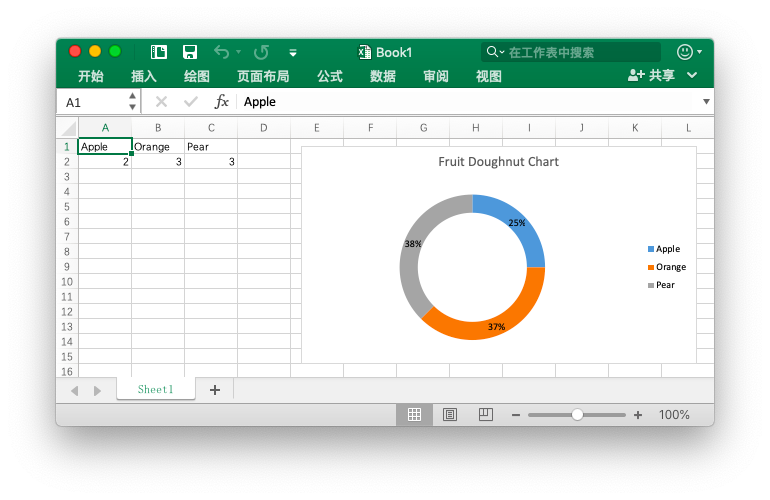 Book1
在工作表中搜索
开始 插入 绘图 页面布局 公式 数据 审阅 视图 共享
A1 fx Apple
A B C D E F G H I J K L
1 Apple Orange Pear
2 2 3 3
3
4
5
6
7
8
9
10
11
12
13
14
15
16
Fruit Doughnut Chart
25%
38%
37%
Apple
Orange
Pear
Sheet1
100%